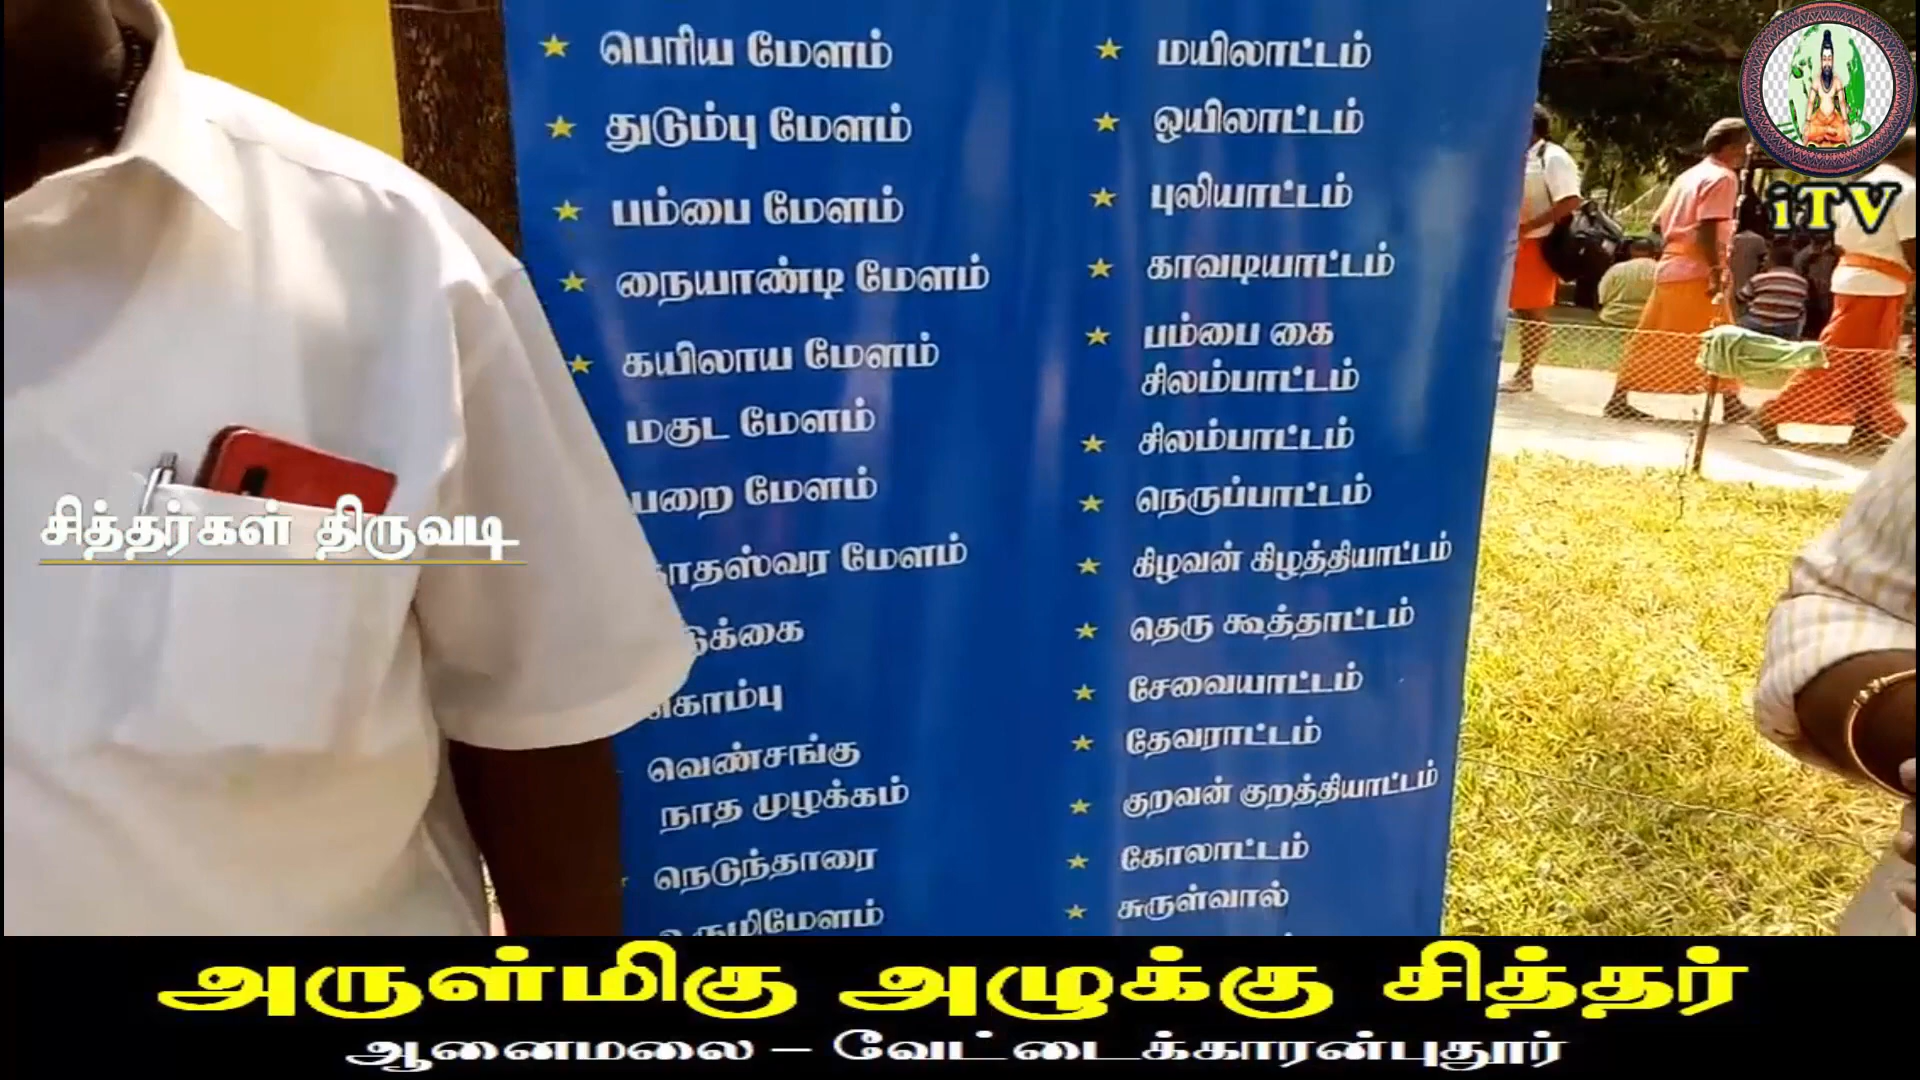 பெரிய மேளம்
துடும்பு மேளம்
பம்பை மேளம்
நையாண்டி மேளம்
கயிலாய மேளம்
மகுட மேளம்
பறை மேளம்
மேளம்
வெண்சங்கு
நாத முழக்கம்
நெடுந்தாரை
மயிலாட்டம்
ஒயிலாட்டம்
புலியாட்டம்
காவடியாட்டம்
பம்பை கை
சிலம்பாட்டம்
சிலம்பாட்டம்
நெருப்பாட்டம்
கிழவன் கிழத்தியாட்டம்
தெரு கூத்தாட்டம்
சேவையாட்டம்
தேவராட்டம்
குறவன் குறத்தியாட்டம்
கோலாட்டம்
சுருள்வால்
iTV
சித்தர்கள் திருவடி
அருள்மிகு அழுக்கு சித்தர்
ஆனைமலை – வேட்டைக்காரன்புதூர்